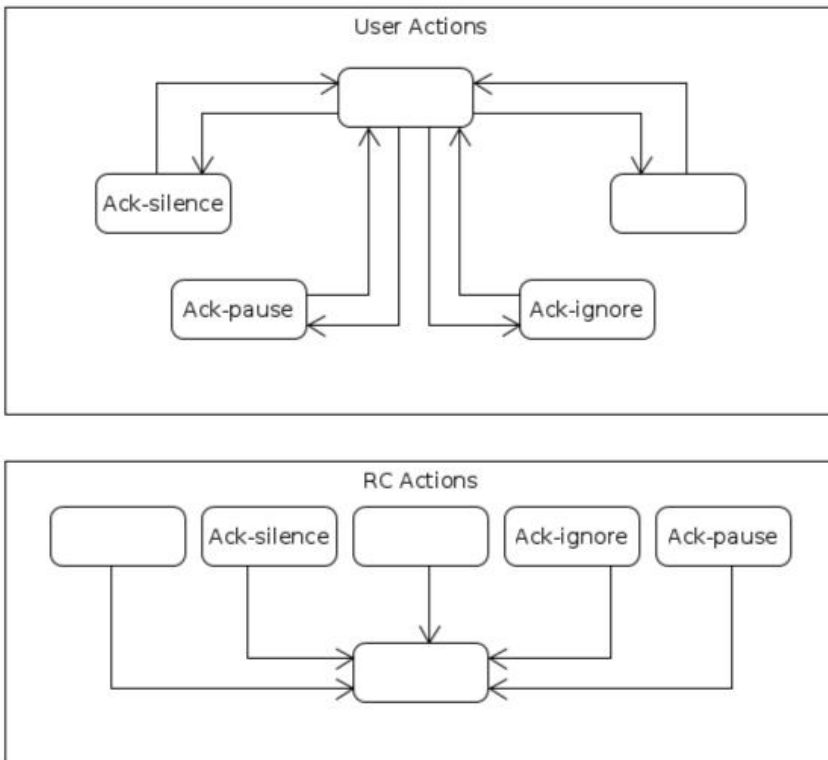 User Actions
Ack-silence
Ack-pause
Ack-ignore
RC Actions
Ack-silence
Ack-ignore
Ack-pause